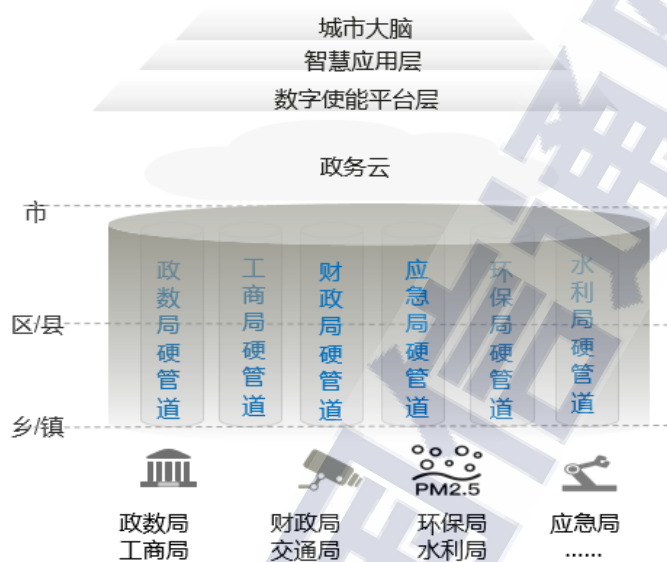 城市大脑
智慧应用层
数字使能平台层
政务云
市
区/县
乡/镇
政数局硬管道
工商局硬管道
财政局硬管道
应急局硬管道
环保局硬管道
水利局硬管道
PM2.5
政数局
工商局
财政局
交通局
环保局
水利局
应急局
......